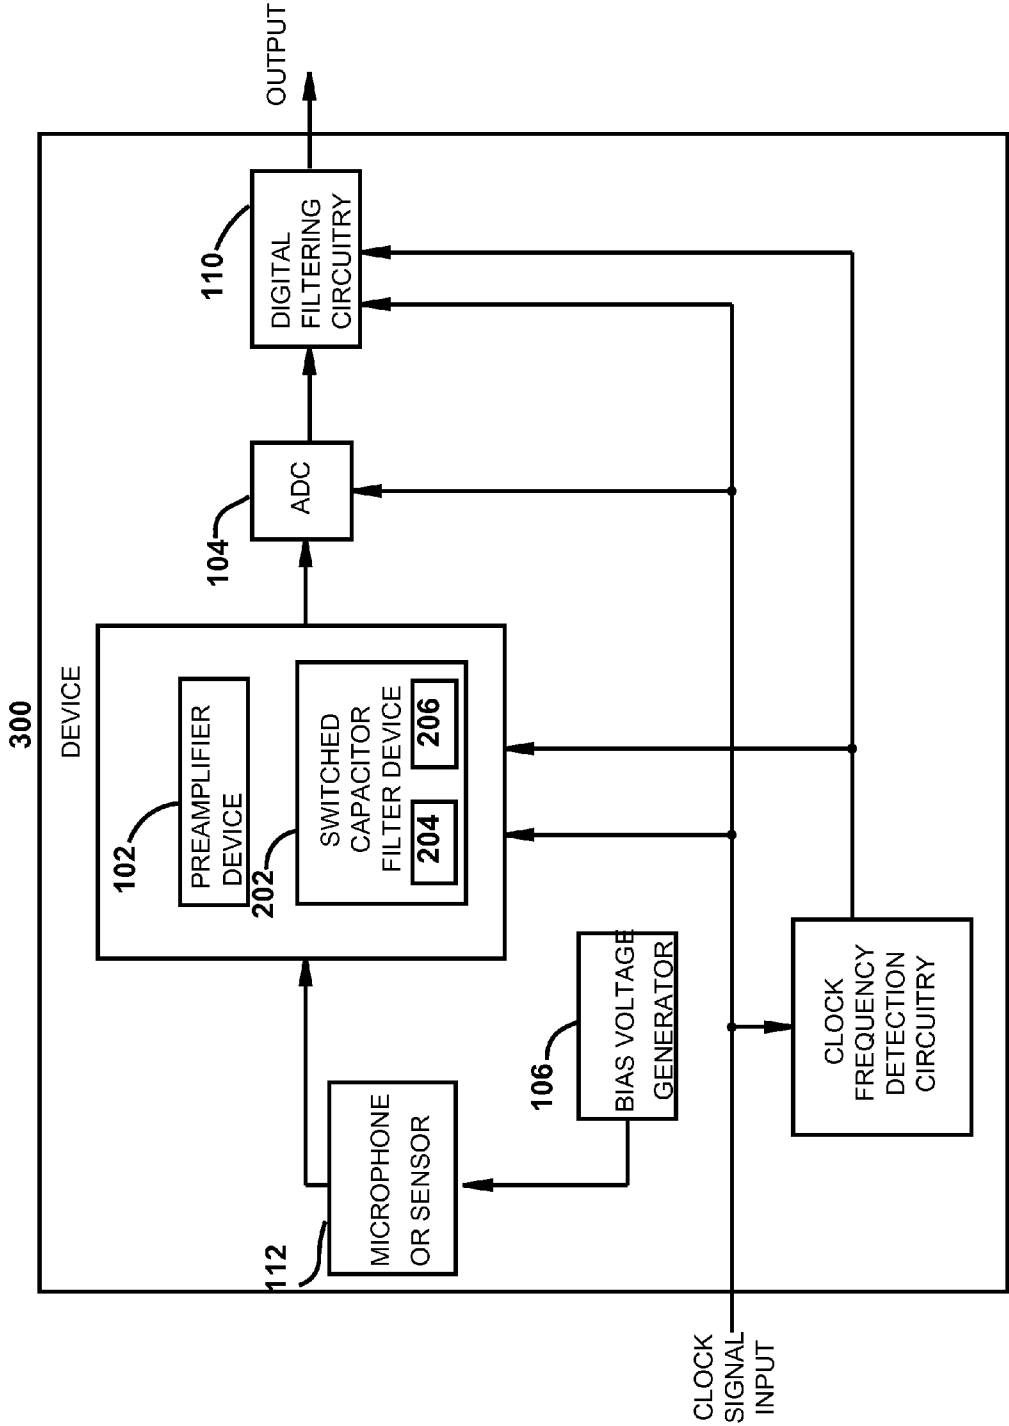 300
DEVICE
112
MICROPHONE
OR SENSOR
102
PREAMPLIFIER
DEVICE
202
SWITCHED
CAPACITOR
FILTER DEVICE
204
206
104
ADC
110
DIGITAL
FILTERING
CIRCUITRY
OUTPUT
106
BIAS VOLTAGE
GENERATOR
CLOCK
SIGNAL
INPUT
CLOCK
FREQUENCY
DETECTION
CIRCUITRY